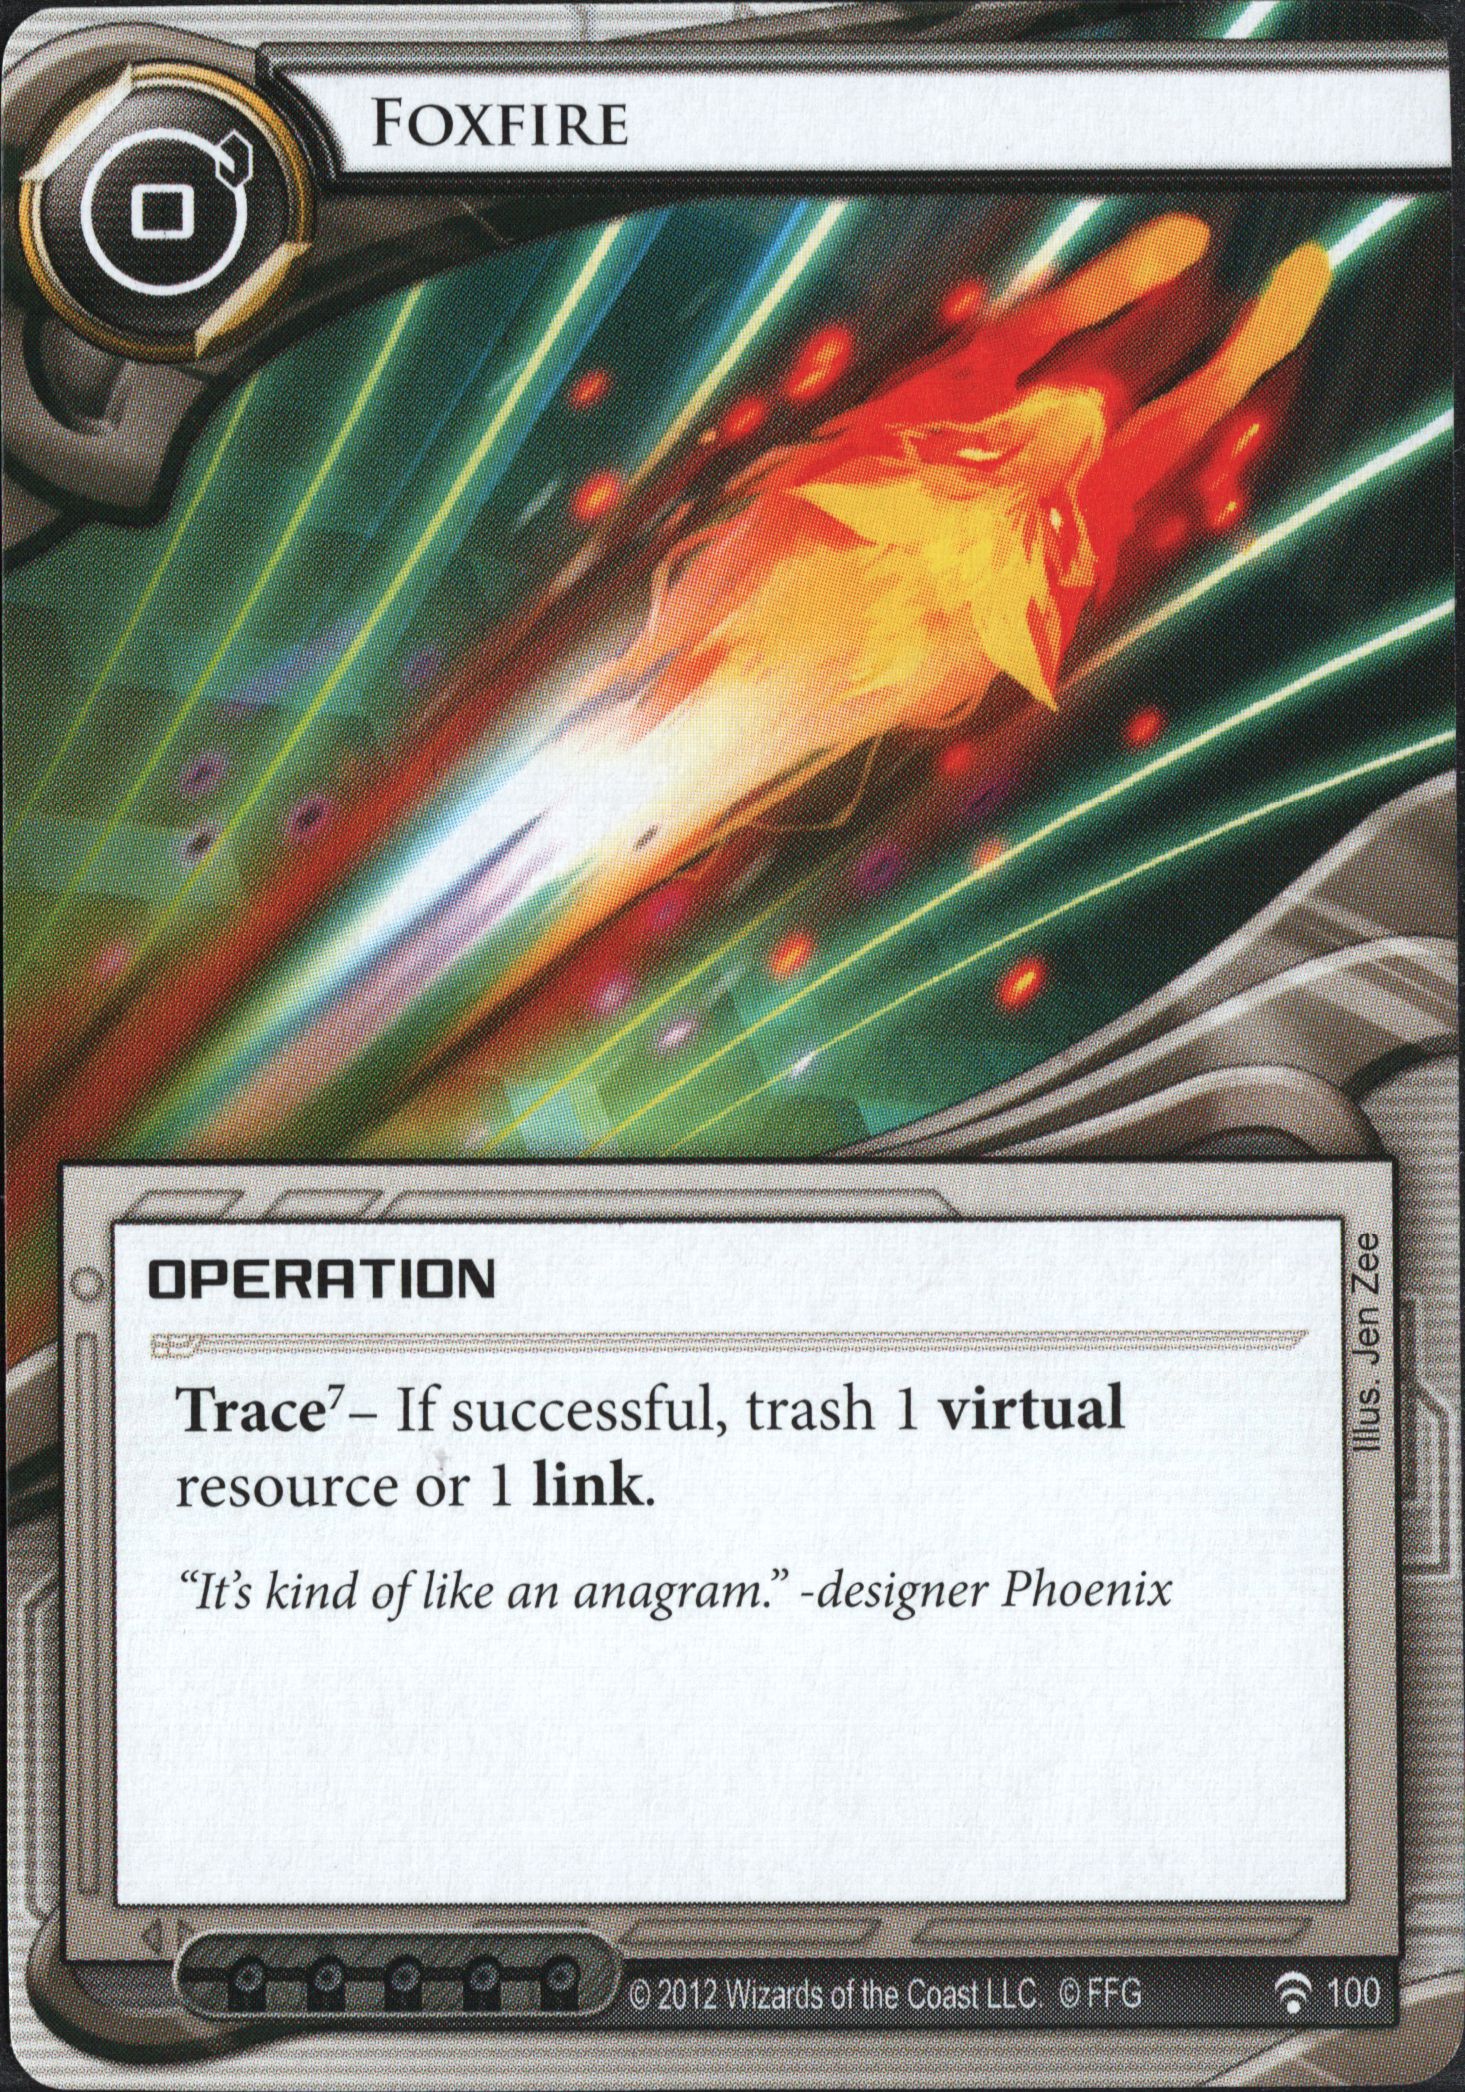 0
FOXFIRE
OPERATION
Trace⁷– If successful, trash 1 virtual
resource or 1 link.
“It’s kind of like an anagram.” -designer Phoenix
Illus. Jen Zee
© 2012 Wizards of the Coast LLC © FFG
100